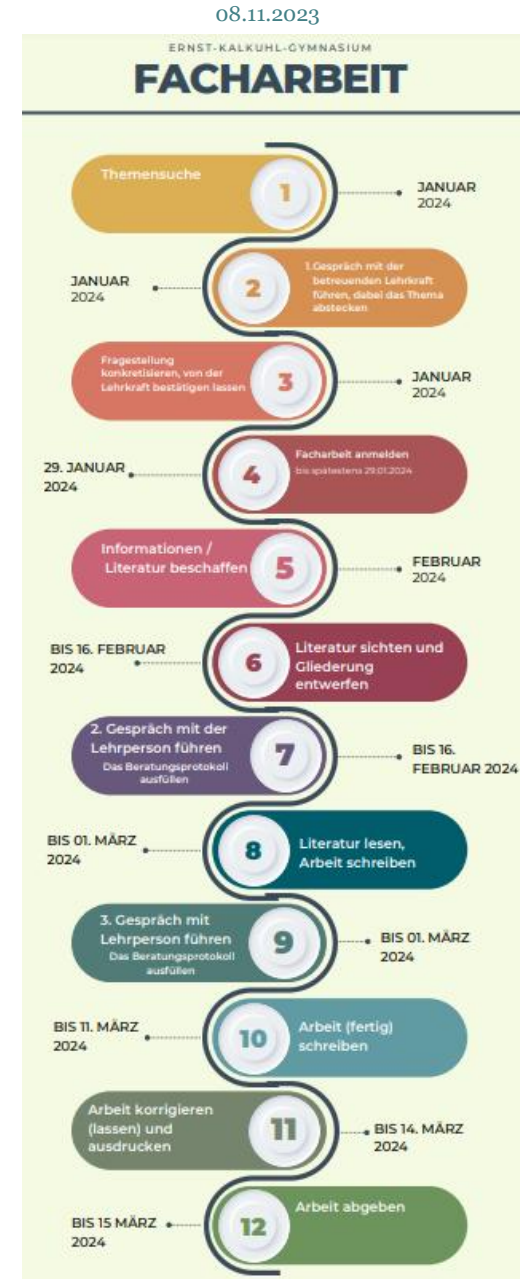 08.11.2023
ERNST-KALKUHL-GYMNASIUM
FACHARBEIT
Themensuche
1
JANUAR
2024
JANUAR
2024
2
1.Gespräch mit der
betreuenden Lehrkraft
führen, dabei das Thema
abstecken
Fragestellung
konkretisieren, von der
Lehrkraft bestätigen lassen
3
JANUAR
2024
29. JANUAR
2024
4
Facharbeit anmelden
bis spätestens 29.01.2024
Informationen /
Literatur beschaffen
5
FEBRUAR
2024
BIS 16. FEBRUAR
2024
6
Literatur sichten und
Gliederung
entwerfen
2. Gespräch mit der
Lehrperson führen
Das Beratungsprotokoll
ausfüllen
7
BIS 16.
FEBRUAR 2024
BIS 01. MÄRZ
2024
8
Literatur lesen,
Arbeit schreiben
3. Gespräch mit
Lehrperson führen
Das Beratungsprotokoll
ausfüllen
9
BIS 01. MÄRZ
2024
BIS 11. MÄRZ
2024
10
Arbeit (fertig)
schreiben
Arbeit korrigieren
(lassen) und
ausdrucken
11
BIS 14. MÄRZ
2024
BIS 15 MÄRZ
2024
12
Arbeit abgeben